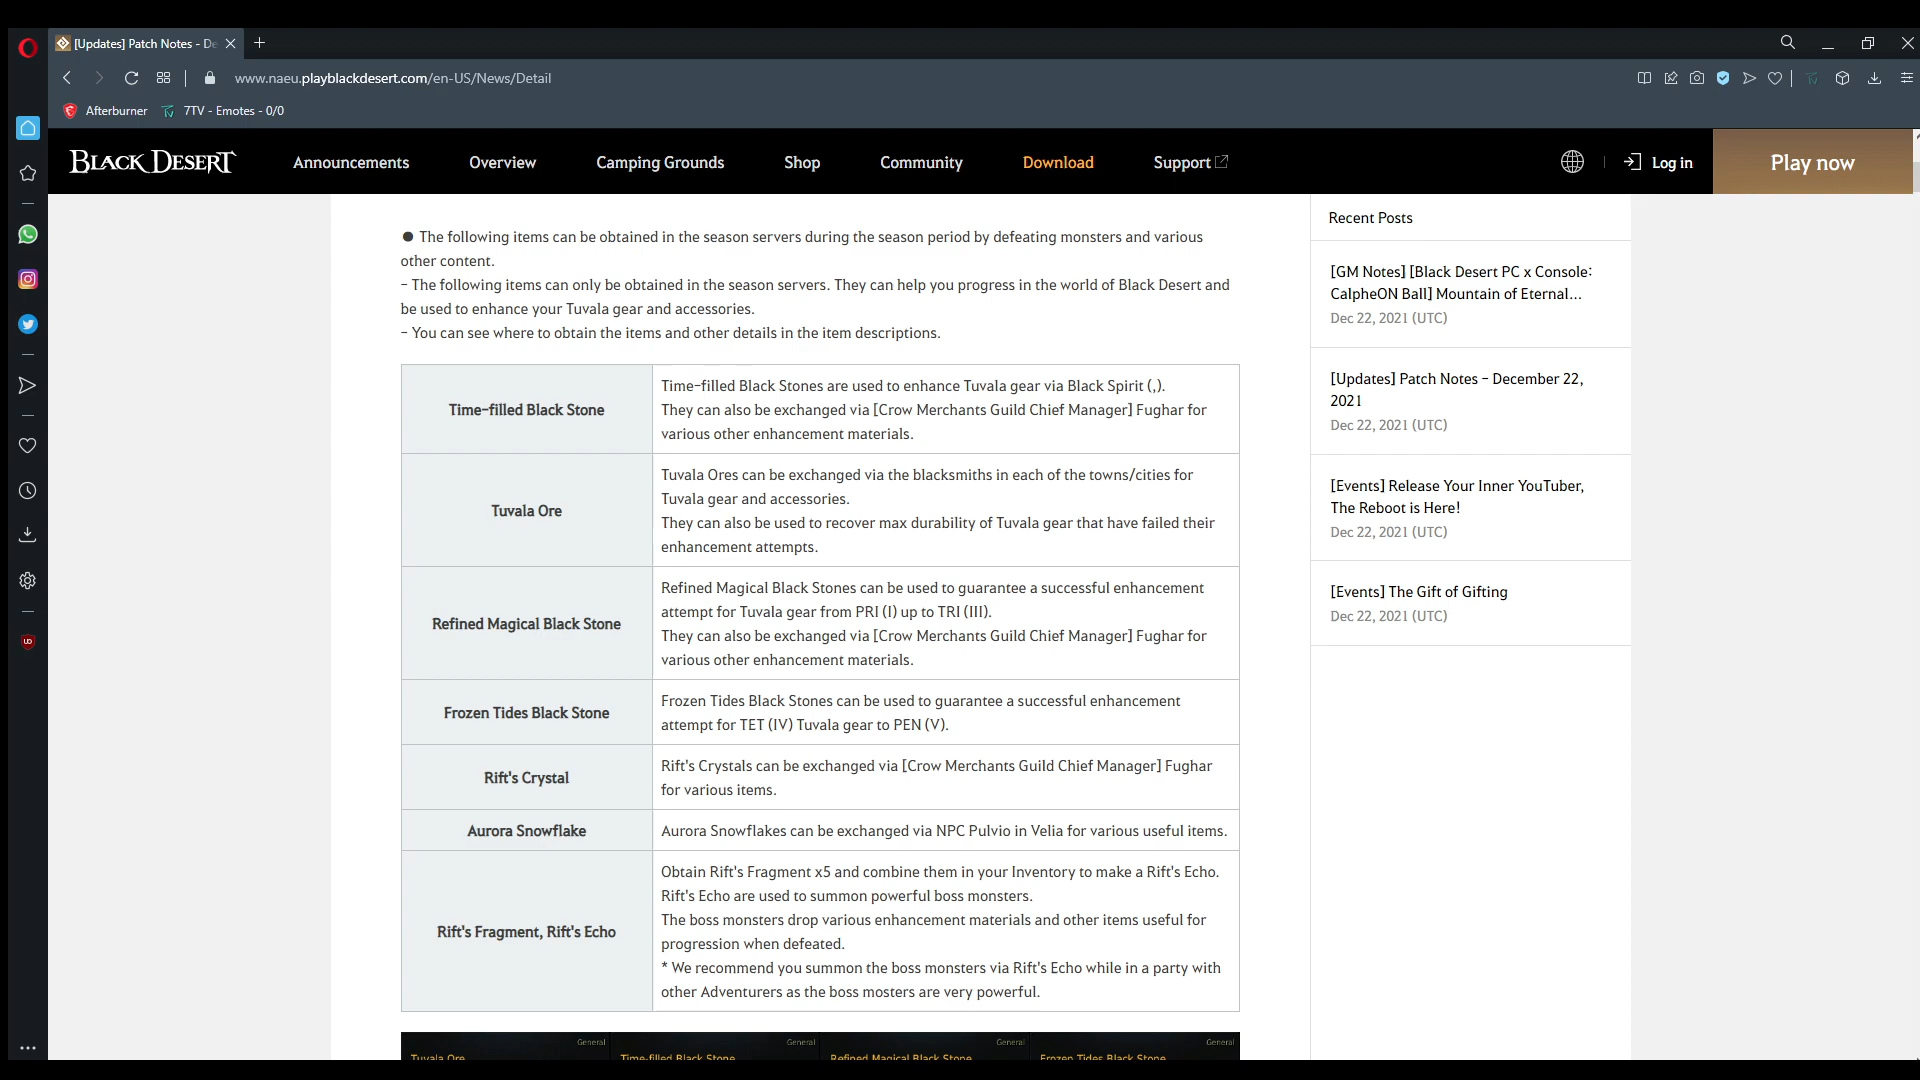 [Updates] Patch Notes - De
www.naeu.playblackdesert.com/en-US/News/Detail
Afterburner
7TV - Emotes - 0/0
BLACK DESERT
Announcements
Overview
Camping Grounds
Shop
Community
Download
Support
Log in
Play now
● The following items can be obtained in the season servers during the season period by defeating monsters and various
other content.
- The following items can only be obtained in the season servers. They can help you progress in the world of Black Desert and
be used to enhance your Tuvala gear and accessories.
- You can see where to obtain the items and other details in the item descriptions.
Time-filled Black Stone
Time-filled Black Stones are used to enhance Tuvala gear via Black Spirit (,).
They can also be exchanged via [Crow Merchants Guild Chief Manager] Fughar for
various other enhancement materials.
Tuvala Ore
Tuvala Ores can be exchanged via the blacksmiths in each of the towns/cities for
Tuvala gear and accessories.
They can also be used to recover max durability of Tuvala gear that have failed their
enhancement attempts.
Refined Magical Black Stone
Refined Magical Black Stones can be used to guarantee a successful enhancement
attempt for Tuvala gear from PRI (I) up to TRI (III).
They can also be exchanged via [Crow Merchants Guild Chief Manager] Fughar for
various other enhancement materials.
Frozen Tides Black Stone
Frozen Tides Black Stones can be used to guarantee a successful enhancement
attempt for TET (IV) Tuvala gear to PEN (V).
Rift's Crystal
Rift's Crystals can be exchanged via [Crow Merchants Guild Chief Manager] Fughar
for various items.
Aurora Snowflake
Aurora Snowflakes can be exchanged via NPC Pulvio in Velia for various useful items.
Rift's Fragment, Rift's Echo
Obtain Rift's Fragment x5 and combine them in your Inventory to make a Rift's Echo.
Rift's Echo are used to summon powerful boss monsters.
The boss monsters drop various enhancement materials and other items useful for
progression when defeated.
* We recommend you summon the boss monsters via Rift's Echo while in a party with
other Adventurers as the boss mosters are very powerful.
General
General
General
General
Tuvala Ore
Time-filled Black Stone
Refined Magical Black Stone
Frozen Tides Black Stone
Recent Posts
[GM Notes] [Black Desert PC x Console:
CalpheON Ball] Mountain of Eternal...
Dec 22, 2021 (UTC)
[Updates] Patch Notes - December 22,
2021
Dec 22, 2021 (UTC)
[Events] Release Your Inner YouTuber,
The Reboot is Here!
Dec 22, 2021 (UTC)
[Events] The Gift of Gifting
Dec 22, 2021 (UTC)